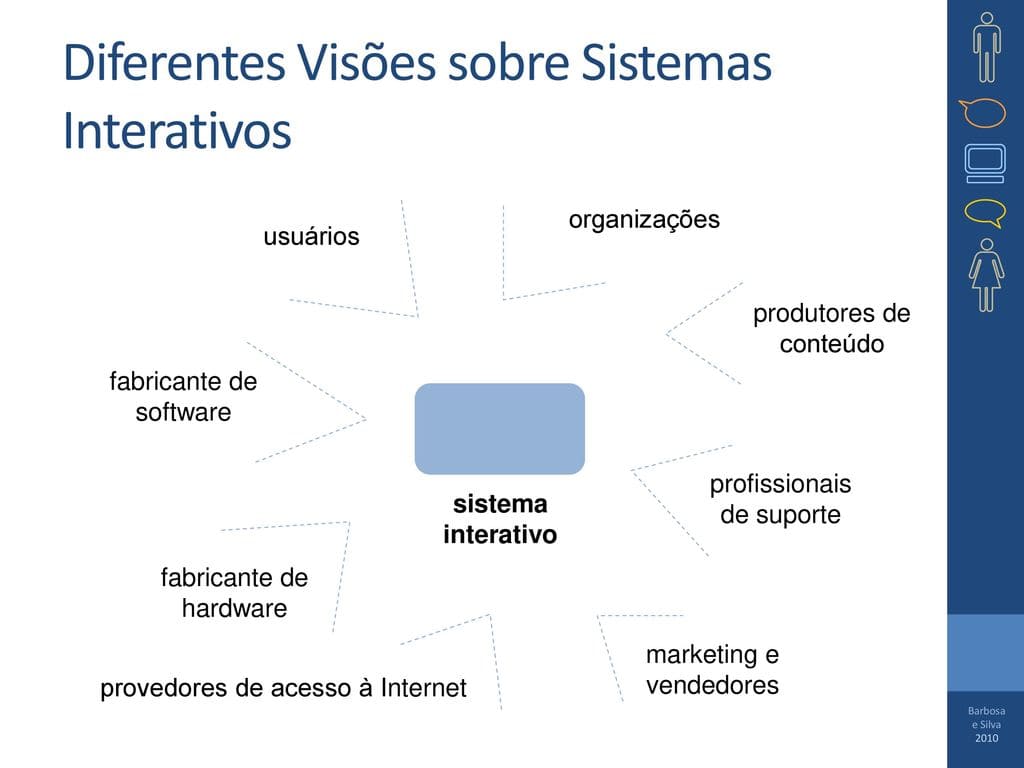 Diferentes Visões sobre Sistemas
Interativos
usuários
organizações
produtores de
conteúdo
fabricante de
software
profissionais
de suporte
sistema
interativo
fabricante de
hardware
marketing e
vendedores
provedores de acesso à Internet
Barbosa
e Silva
2010